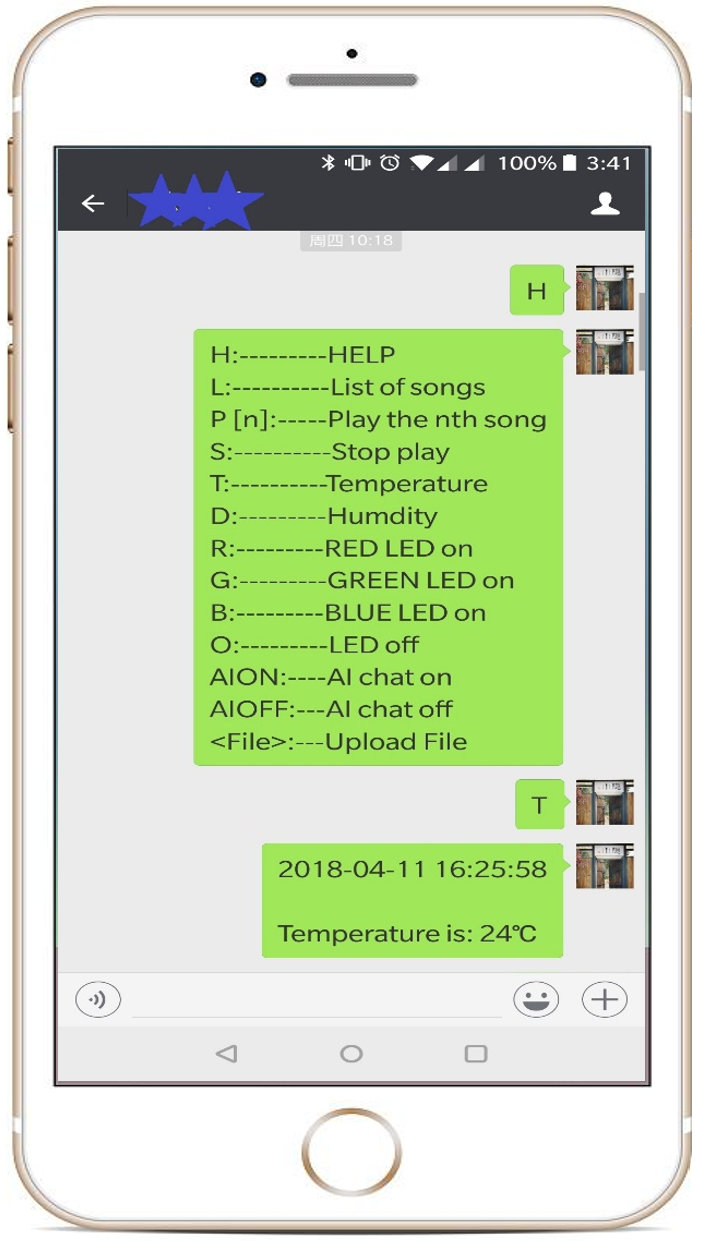 100% 3:41
周四 10:18
H
H:---------HELP
L:----------List of songs
P [n]:-----Play the nth song
S:----------Stop play
T:----------Temperature
D:---------Humdity
R:---------RED LED on
G:---------GREEN LED on
B:---------BLUE LED on
O:---------LED off
AION:----AI chat on
AIOFF:---AI chat off
<File>:---Upload File
T
2018-04-11 16:25:58
Temperature is: 24℃